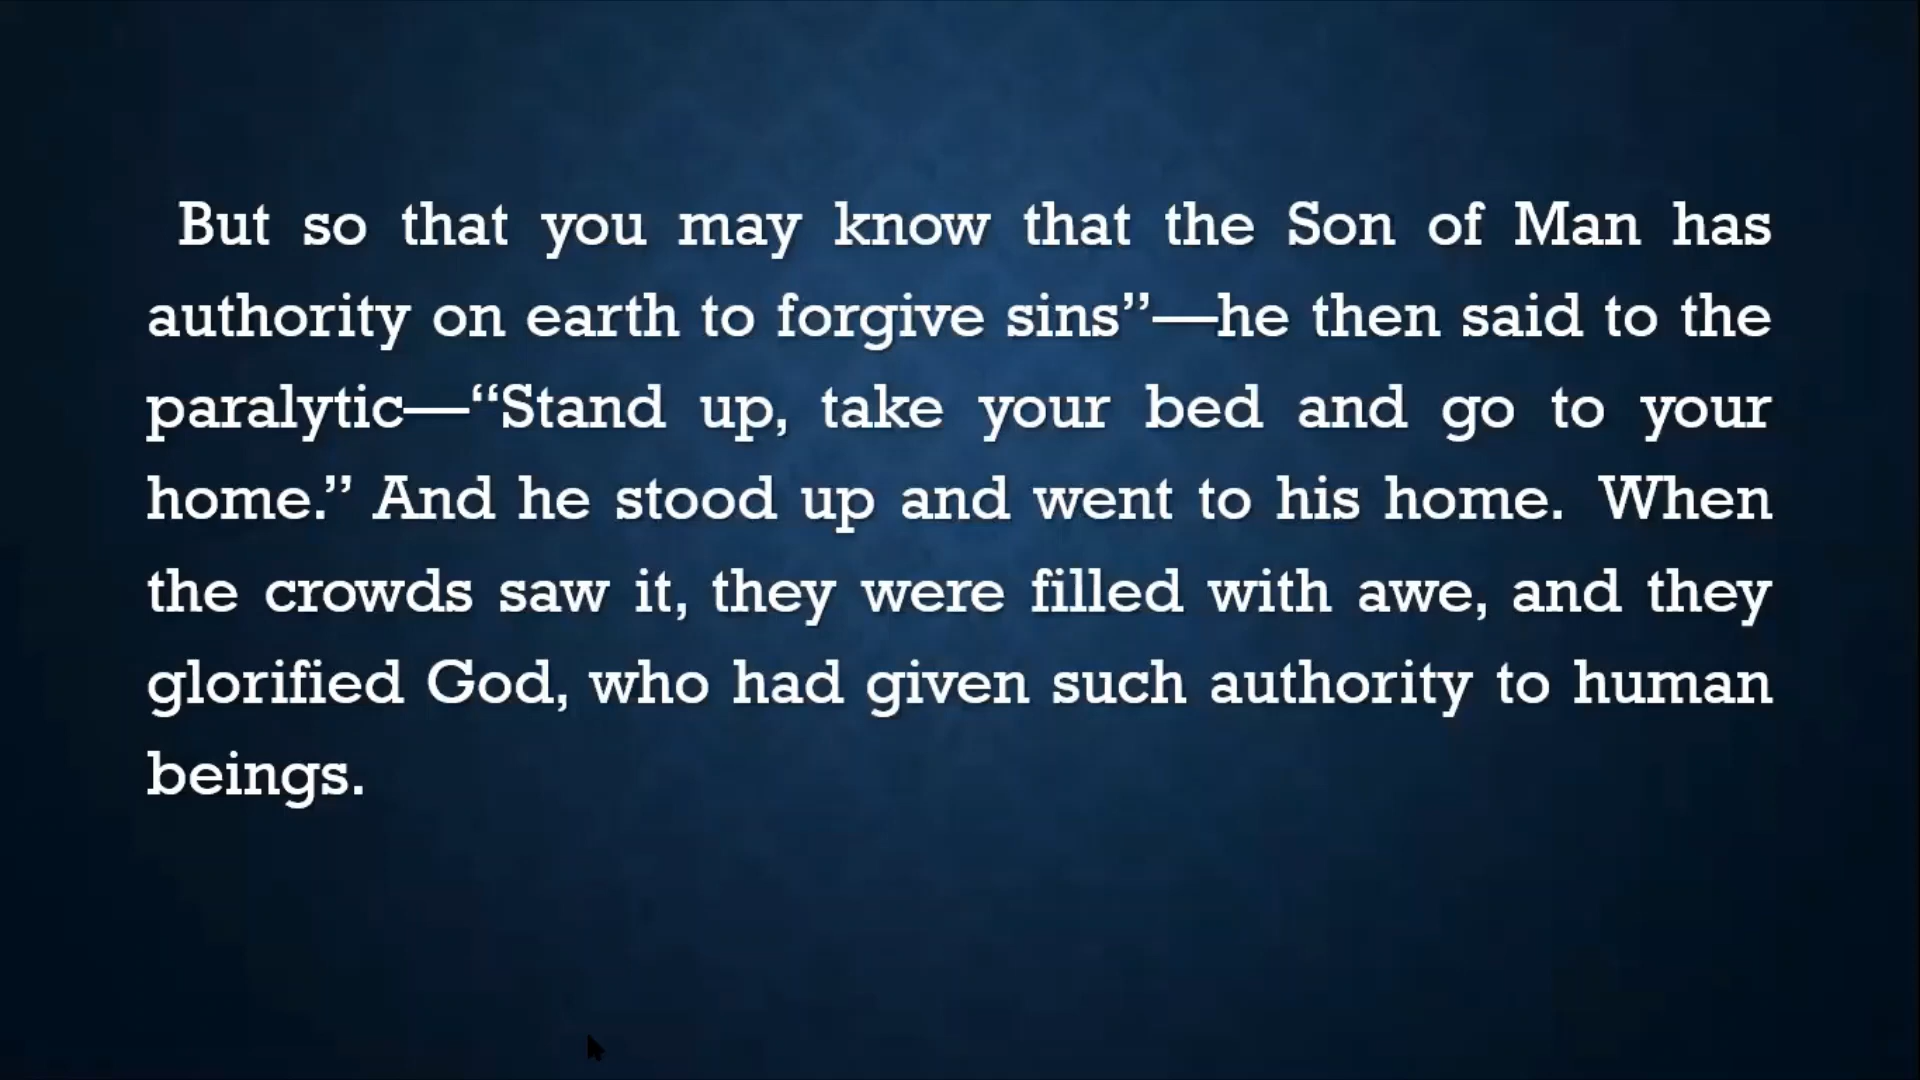 But so that you may know that the Son of Man has
authority on earth to forgive sins”—he then said to the
paralytic—“Stand up, take your bed and go to your
home.” And he stood up and went to his home. When
the crowds saw it, they were filled with awe, and they
glorified God, who had given such authority to human
beings.